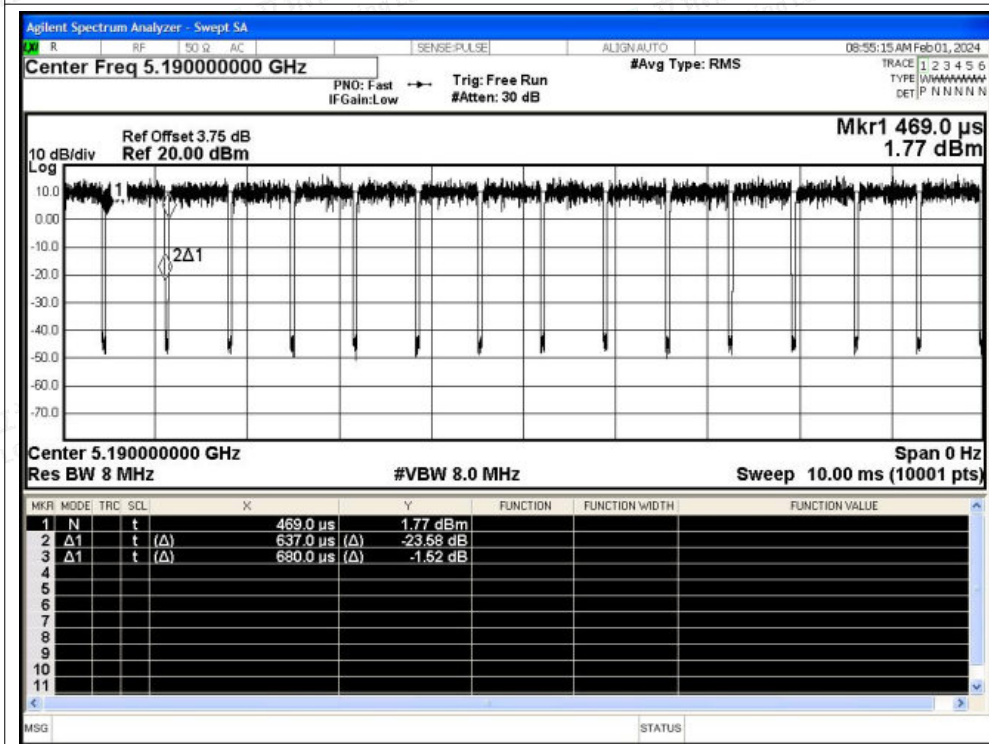 Agilent Spectrum Analyzer - Swept SA
LXI R RF 50 Ω AC SENSE:PULSE ALIGNAUTO 08:55:15 AM Feb 01, 2024
Center Freq 5.190000000 GHz #Avg Type: RMS TRACE 1 2 3 4 5 6
PNO: Fast Trig: Free Run TYPE WWWWWW
IFGain:Low #Atten: 30 dB DET P N N N N N
Mkr1 469.0 µs
Ref Offset 3.75 dB
10 dB/div Ref 20.00 dBm 1.77 dBm
Log
10.0
1
0.00
2Δ1
-10.0
-20.0
-30.0
-40.0
-50.0
-60.0
-70.0
Center 5.190000000 GHz Span 0 Hz
Res BW 8 MHz #VBW 8.0 MHz Sweep 10.00 ms (10001 pts)
MKR MODE TRC SCL X Y FUNCTION FUNCTION WIDTH FUNCTION VALUE
1 N t 469.0 µs 1.77 dBm
2 Δ1 t (Δ) 637.0 µs (Δ) -23.58 dB
3 Δ1 t (Δ) 680.0 µs (Δ) -1.52 dB
4
5
6
7
8
9
10
11
MSG STATUS